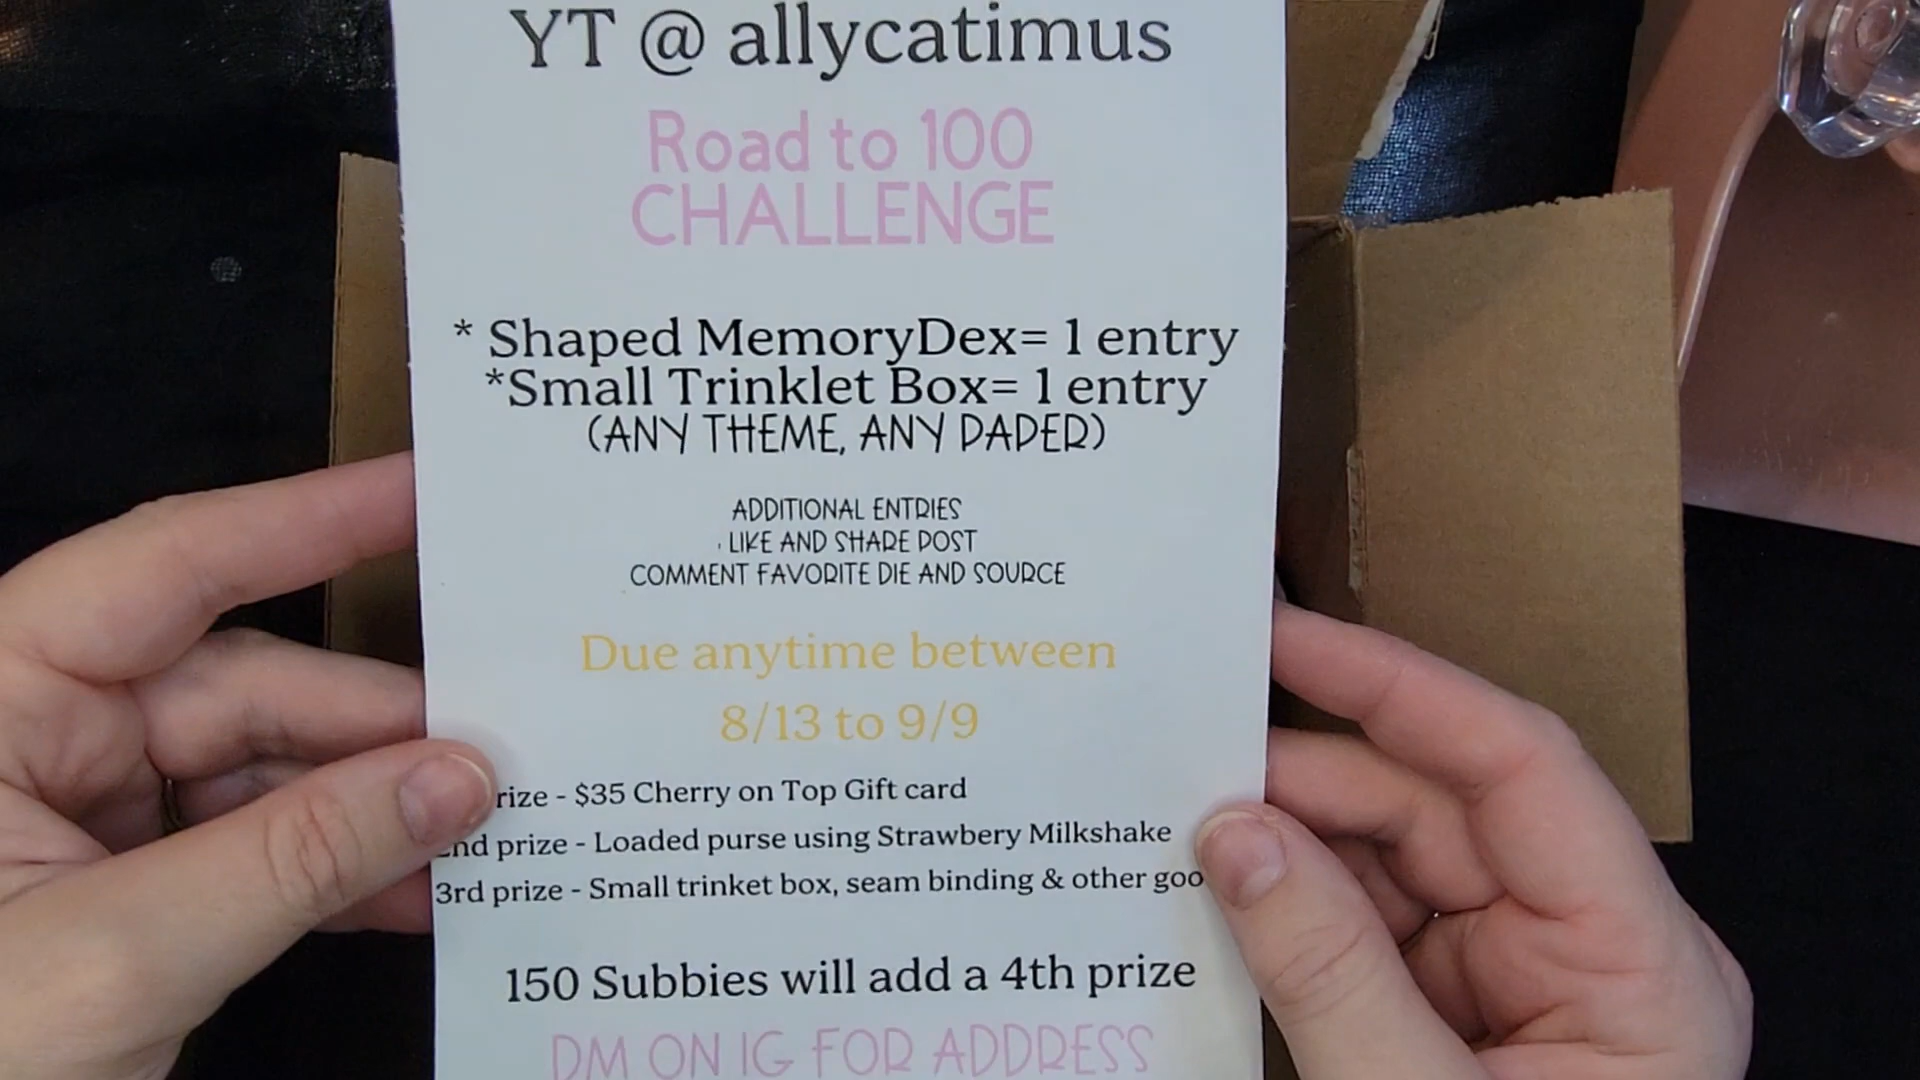 YT @ allycatimus
Road to 100
CHALLENGE
* Shaped MemoryDex= 1 entry
*Small Trinklet Box= 1 entry
(ANY THEME, ANY PAPER)
ADDITIONAL ENTRIES
. LIKE AND SHARE POST
COMMENT FAVORITE DIE AND SOURCE
Due anytime between
8/13 to 9/9
rize - $35 Cherry on Top Gift card
nd prize - Loaded purse using Strawbery Milkshake
3rd prize - Small trinket box, seam binding & other goo
150 Subbies will add a 4th prize
DM ON IG FOR ADDRESS